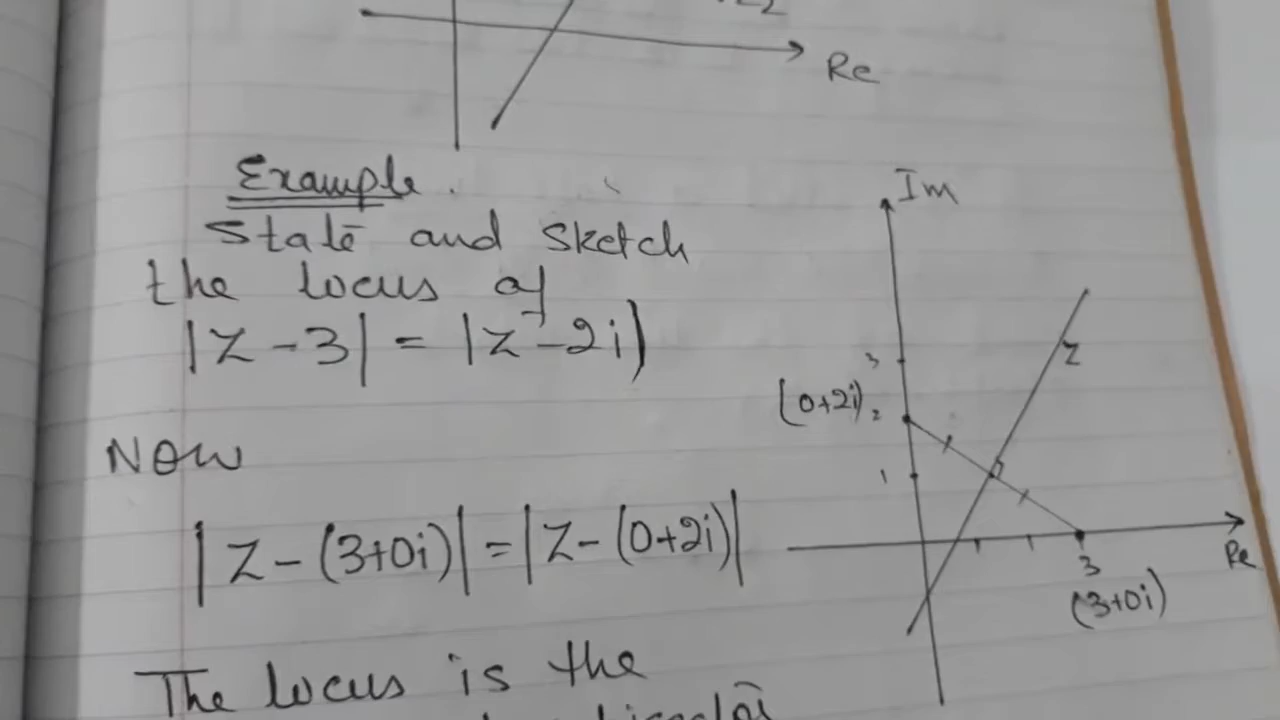 Re
Example.
State and sketch
the locus of
|Z-3| = |Z-2i|
Now
|Z-(3+0i)| = |Z-(0+2i)|
The locus is the
Im
3
(0+2i) 2
1
Z
3
(3+0i)
Re